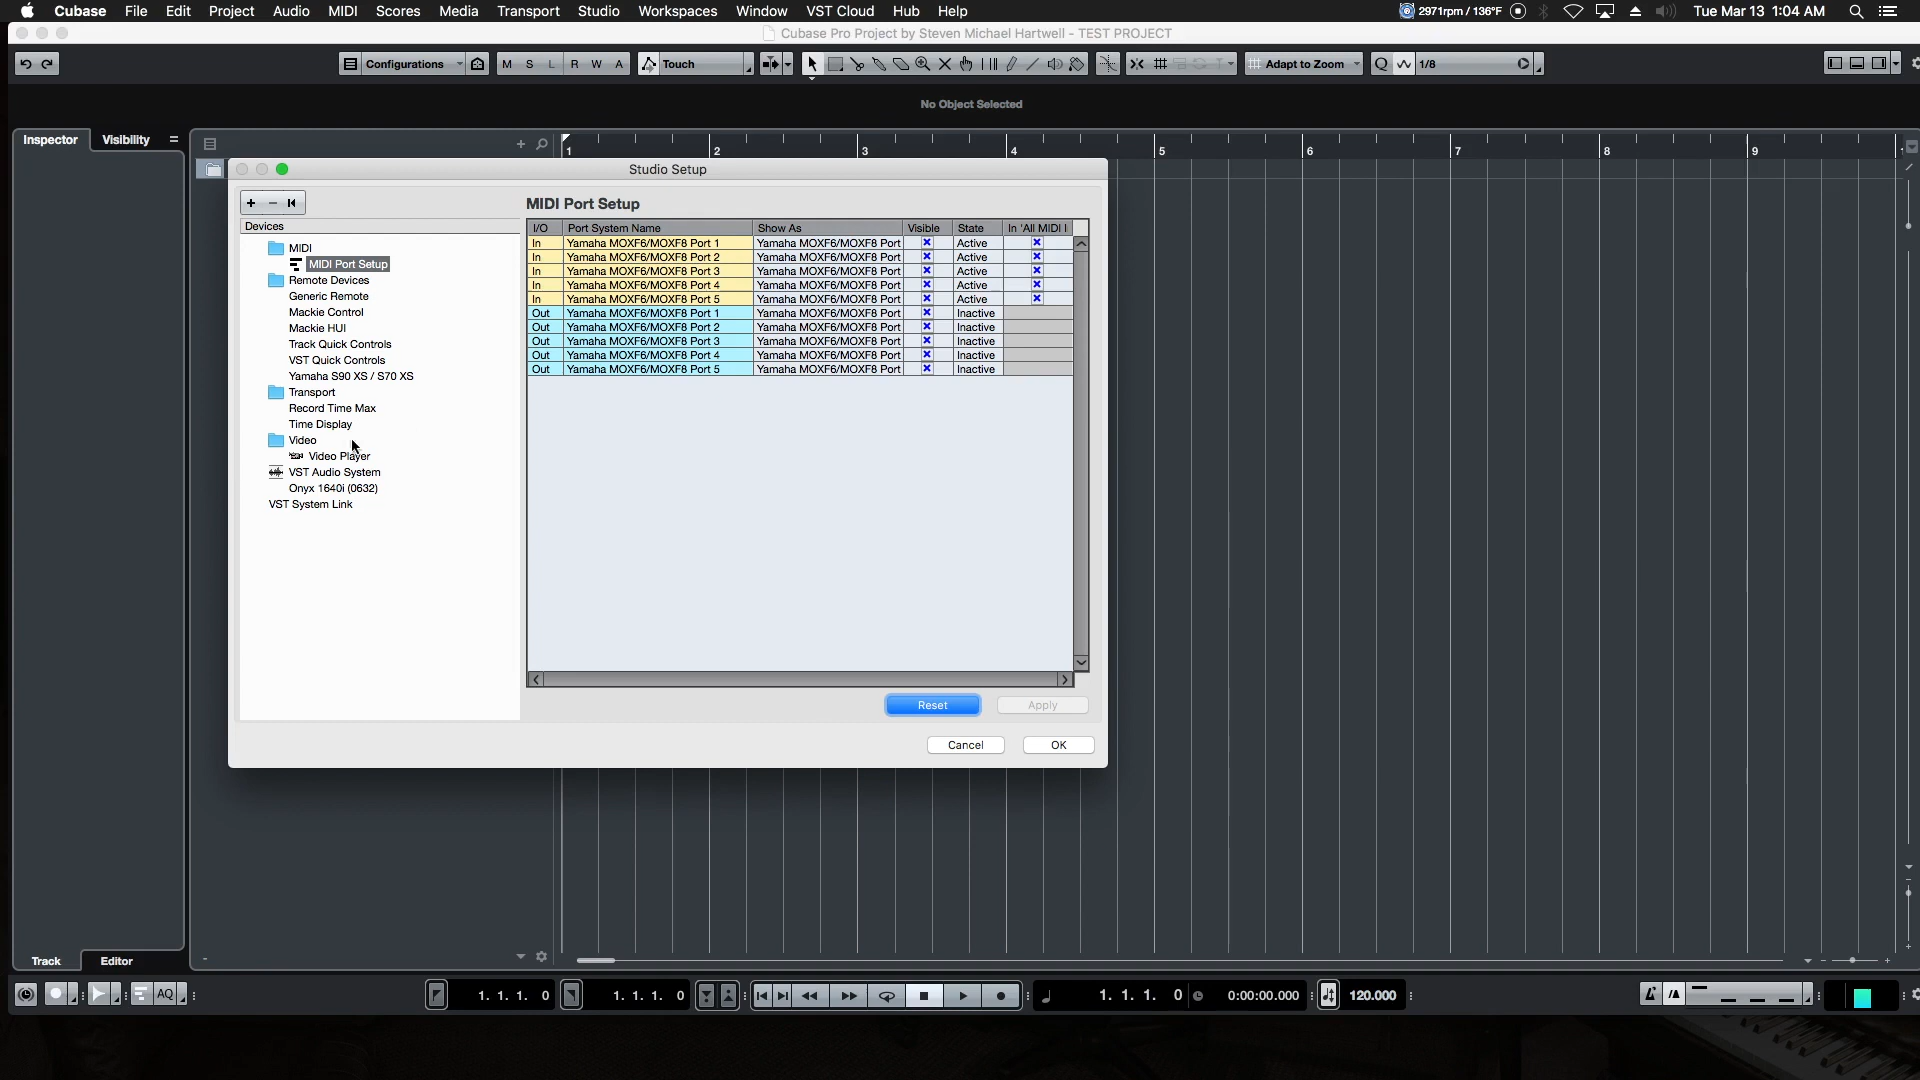 Cubase File Edit Project Audio MIDI Scores Media Transport Studio Workspaces Window VST Cloud Hub Help 2971rpm / 136°F Tue Mar 13 1:04 AM
Cubase Pro Project by Steven Michael Hartwell - TEST PROJECT
Configurations M S L R W A Touch Adapt to Zoom Q 1/8
No Object Selected
Inspector Visibility
1 2 3 4 5 6 7 8 9
Studio Setup
MIDI Port Setup
Devices
MIDI
MIDI Port Setup
Remote Devices
Generic Remote
Mackie Control
Mackie HUI
Track Quick Controls
VST Quick Controls
Yamaha S90 XS / S70 XS
Transport
Record Time Max
Time Display
Video
Video Player
VST Audio System
Onyx 1640i (0632)
VST System Link
I/O Port System Name Show As Visible State In 'All MIDI I
In Yamaha MOXF6/MOXF8 Port 1 Yamaha MOXF6/MOXF8 Port Active
In Yamaha MOXF6/MOXF8 Port 2 Yamaha MOXF6/MOXF8 Port Active
In Yamaha MOXF6/MOXF8 Port 3 Yamaha MOXF6/MOXF8 Port Active
In Yamaha MOXF6/MOXF8 Port 4 Yamaha MOXF6/MOXF8 Port Active
In Yamaha MOXF6/MOXF8 Port 5 Yamaha MOXF6/MOXF8 Port Active
Out Yamaha MOXF6/MOXF8 Port 1 Yamaha MOXF6/MOXF8 Port Inactive
Out Yamaha MOXF6/MOXF8 Port 2 Yamaha MOXF6/MOXF8 Port Inactive
Out Yamaha MOXF6/MOXF8 Port 3 Yamaha MOXF6/MOXF8 Port Inactive
Out Yamaha MOXF6/MOXF8 Port 4 Yamaha MOXF6/MOXF8 Port Inactive
Out Yamaha MOXF6/MOXF8 Port 5 Yamaha MOXF6/MOXF8 Port Inactive
Reset Apply
Cancel OK
Track Editor
AQ 1. 1. 1. 0 1. 1. 1. 0 1. 1. 1. 0 0:00:00.000 120.000